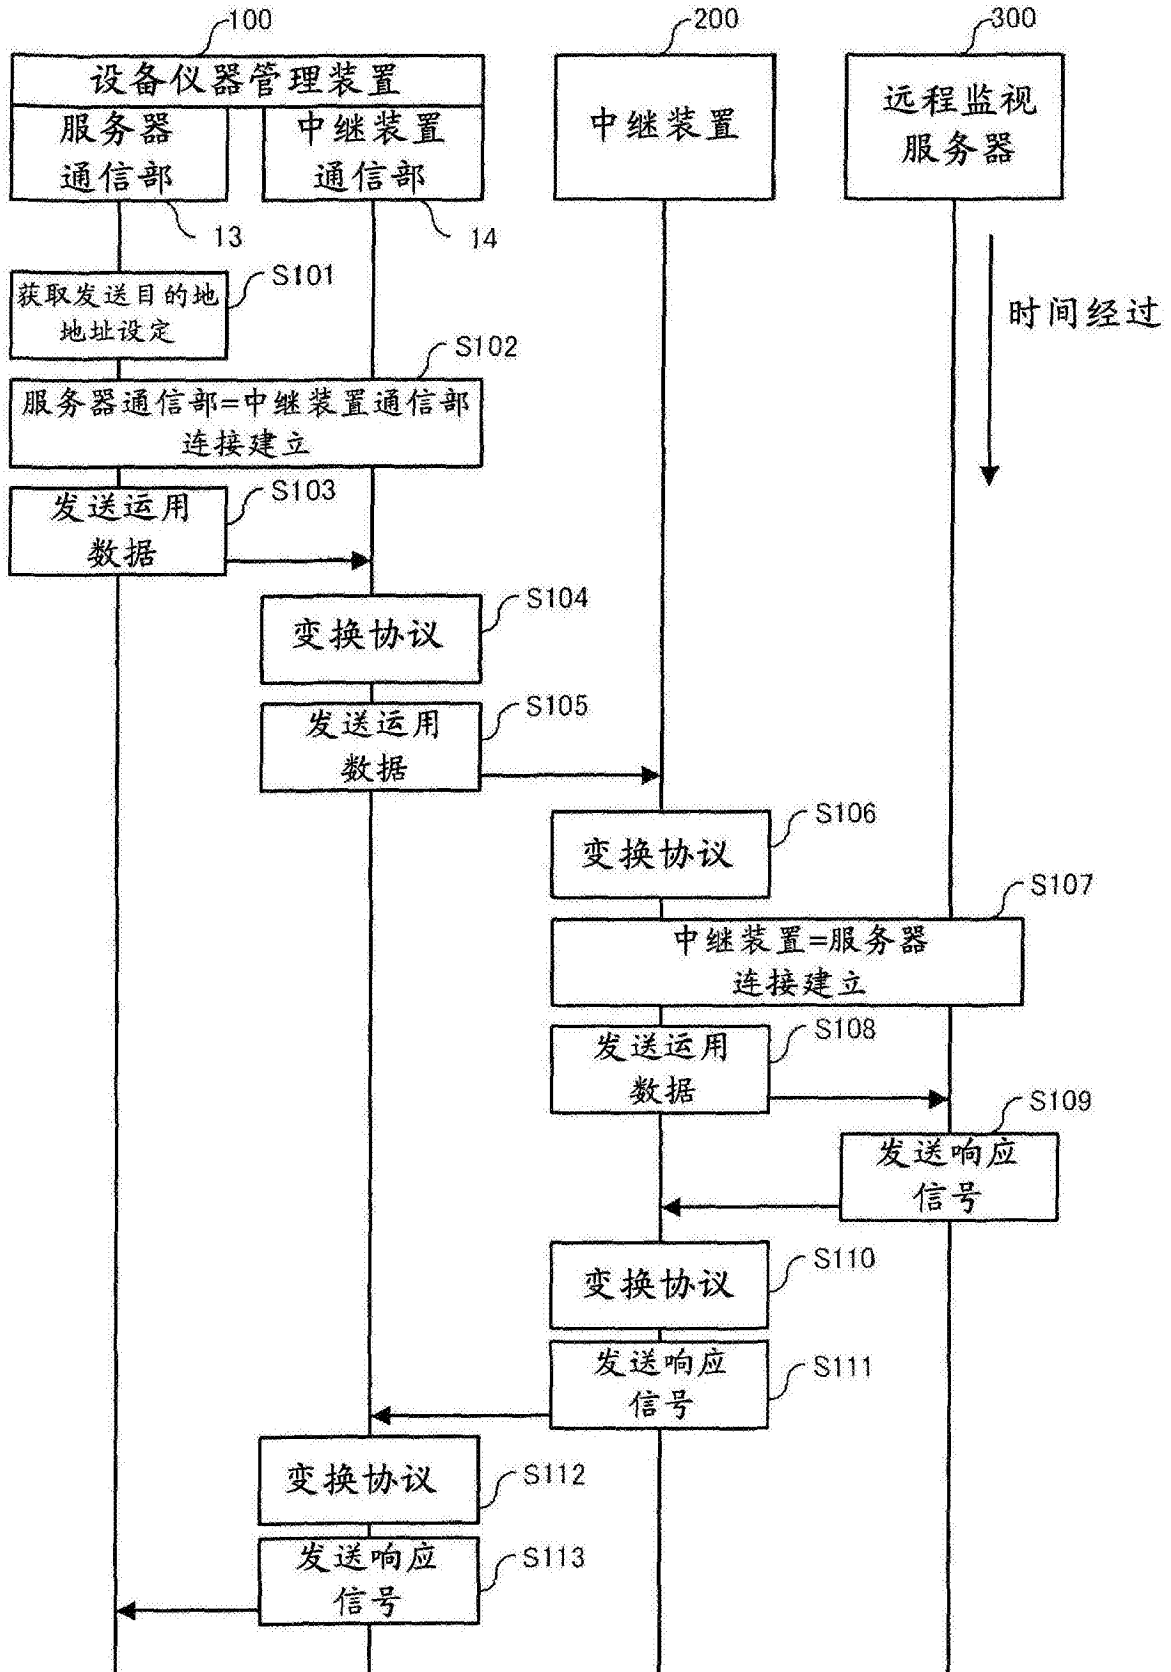 100
200
300
设备仪器管理装置
服务器
通信部
中继装置
通信部
中继装置
远程监视
服务器
13
14
时间经过
S101
获取发送目的地
地址设定
S102
服务器通信部=中继装置通信部
连接建立
S103
发送运用
数据
S104
变换协议
S105
发送运用
数据
S106
变换协议
S107
中继装置=服务器
连接建立
S108
发送运用
数据
S109
发送响应
信号
S110
变换协议
S111
发送响应
信号
S112
变换协议
S113
发送响应
信号